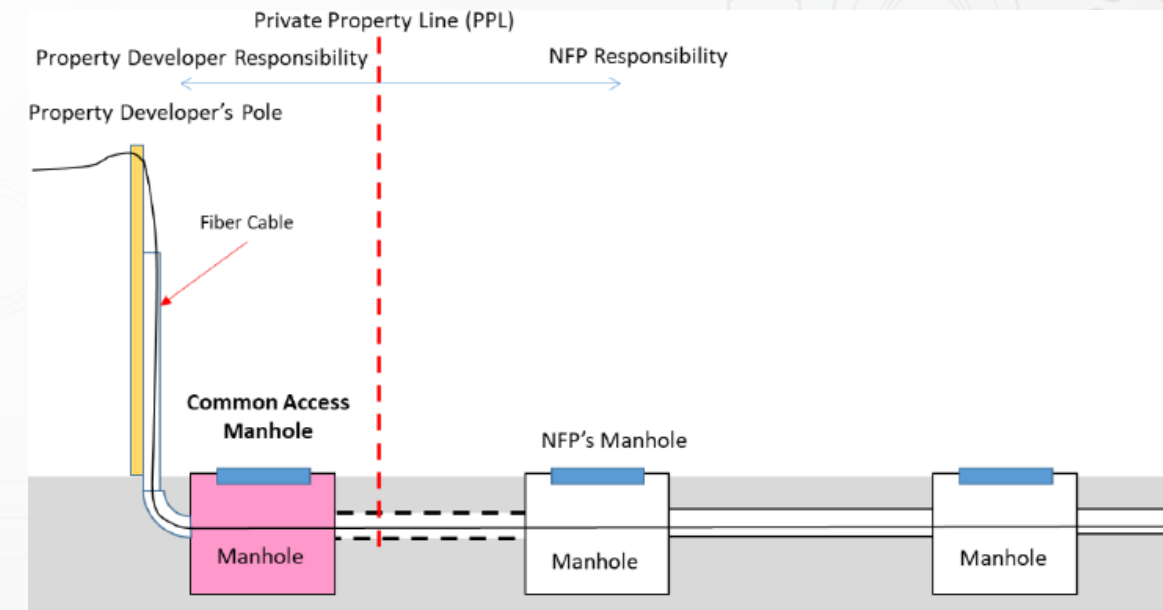 Private Property Line (PPL)
Property Developer Responsibility
NFP Responsibility
Property Developer's Pole
Fiber Cable
Common Access
Manhole
NFP's Manhole
Manhole
Manhole
Manhole